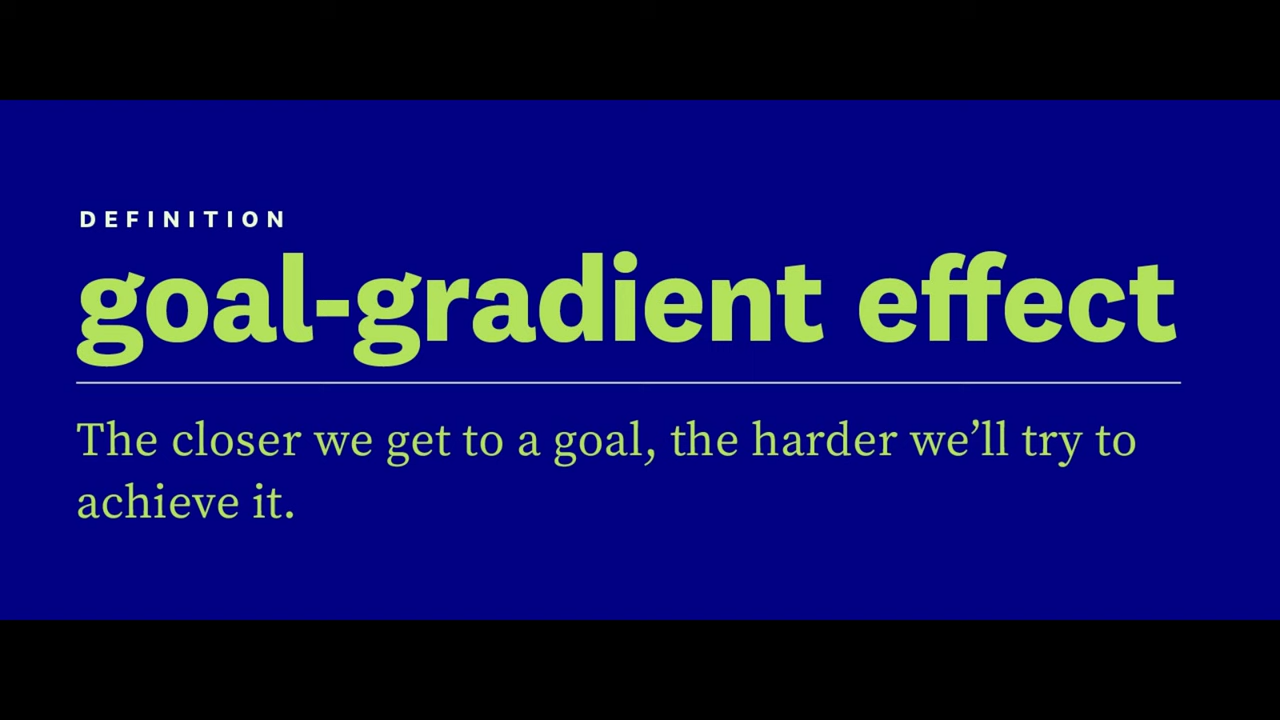 DEFINITION
goal-gradient effect
The closer we get to a goal, the harder we’ll try to
achieve it.